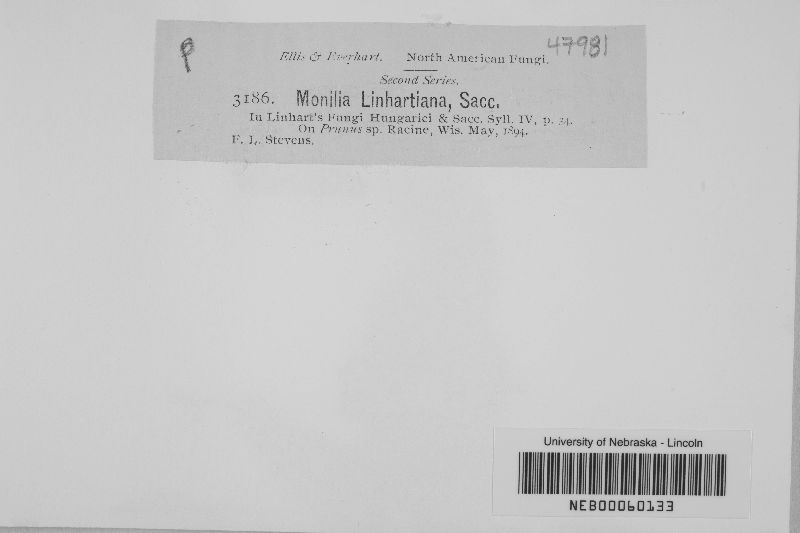 P
47981
Ellis & Everhart. North American Fungi.
Second Series.
3186. Monilia Linhartiana, Sacc.
In Linhart's Fungi Hungarici & Sacc. Syll. IV, p. 34.
On Prunus sp. Racine, Wis. May, 1894.
F. L. Stevens.
University of Nebraska - Lincoln
NEB00060133